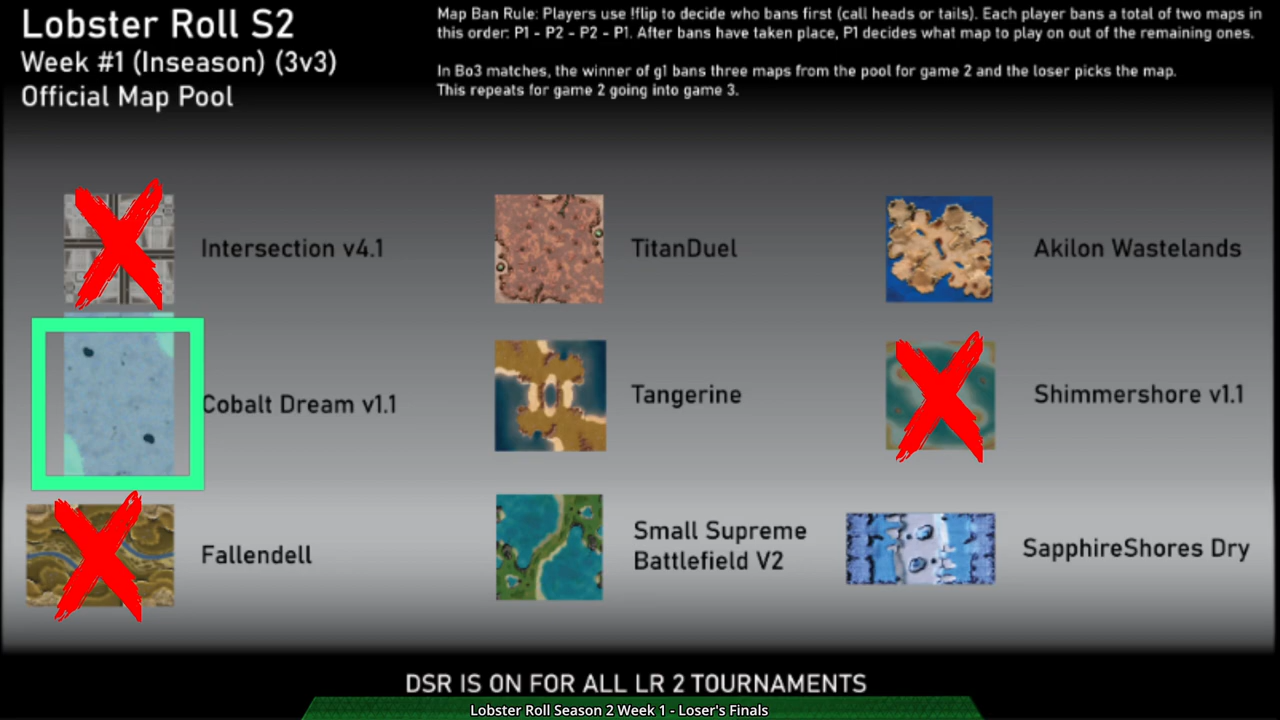 Lobster Roll S2
Week #1 (Inseason) (3v3)
Official Map Pool
Map Ban Rule: Players use !flip to decide who bans first (call heads or tails). Each player bans a total of two maps in
this order: P1 - P2 - P2 - P1. After bans have taken place, P1 decides what map to play on out of the remaining ones.
In Bo3 matches, the winner of g1 bans three maps from the pool for game 2 and the loser picks the map.
This repeats for game 2 going into game 3.
Intersection v4.1
TitanDuel
Akilon Wastelands
Cobalt Dream v1.1
Tangerine
Shimmershore v1.1
Fallendell
Small Supreme
Battlefield V2
SapphireShores Dry
DSR IS ON FOR ALL LR 2 TOURNAMENTS
Lobster Roll Season 2 Week 1 - Loser's Finals